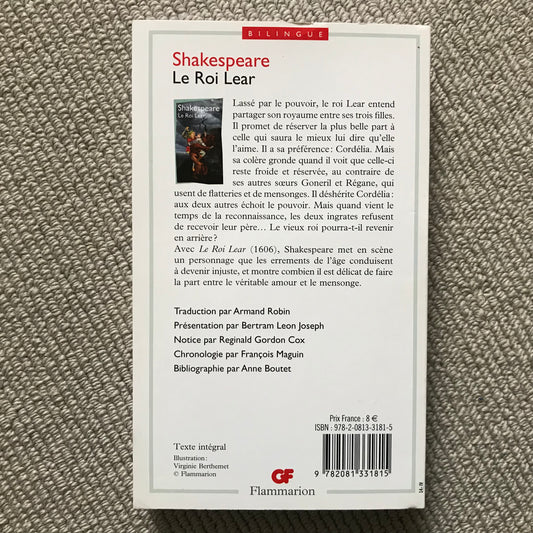 BILINGUE
Shakespeare
Le Roi Lear
Shakespeare
Le Roi Lear
Lassé par le pouvoir, le roi Lear entend
partager son royaume entre ses trois filles.
Il promet de réserver la plus belle part à
celle qui saura le mieux lui dire qu'elle
l'aime. Il a sa préférence : Cordélia. Mais
sa colère gronde quand il voit que celle-ci
reste froide et réservée, au contraire de
ses autres sœurs Goneril et Régane, qui
usent de flatteries et de mensonges. Il déshérite Cordélia :
aux deux autres échoit le pouvoir. Mais quand vient le
temps de la reconnaissance, les deux ingrates refusent
de recevoir leur père... Le vieux roi pourra-t-il revenir
en arrière ?
Avec Le Roi Lear (1606), Shakespeare met en scène
un personnage que les errements de l'âge conduisent
à devenir injuste, et montre combien il est délicat de faire
la part entre le véritable amour et le mensonge.
Traduction par Armand Robin
Présentation par Bertram Leon Joseph
Notice par Reginald Gordon Cox
Chronologie par François Maguin
Bibliographie par Anne Boutet
Prix France : 8 €
ISBN : 978-2-0813-3181-5
9 782081 331815
Texte intégral
Illustration :
Virginie Berthemet
© Flammarion
GF
Flammarion